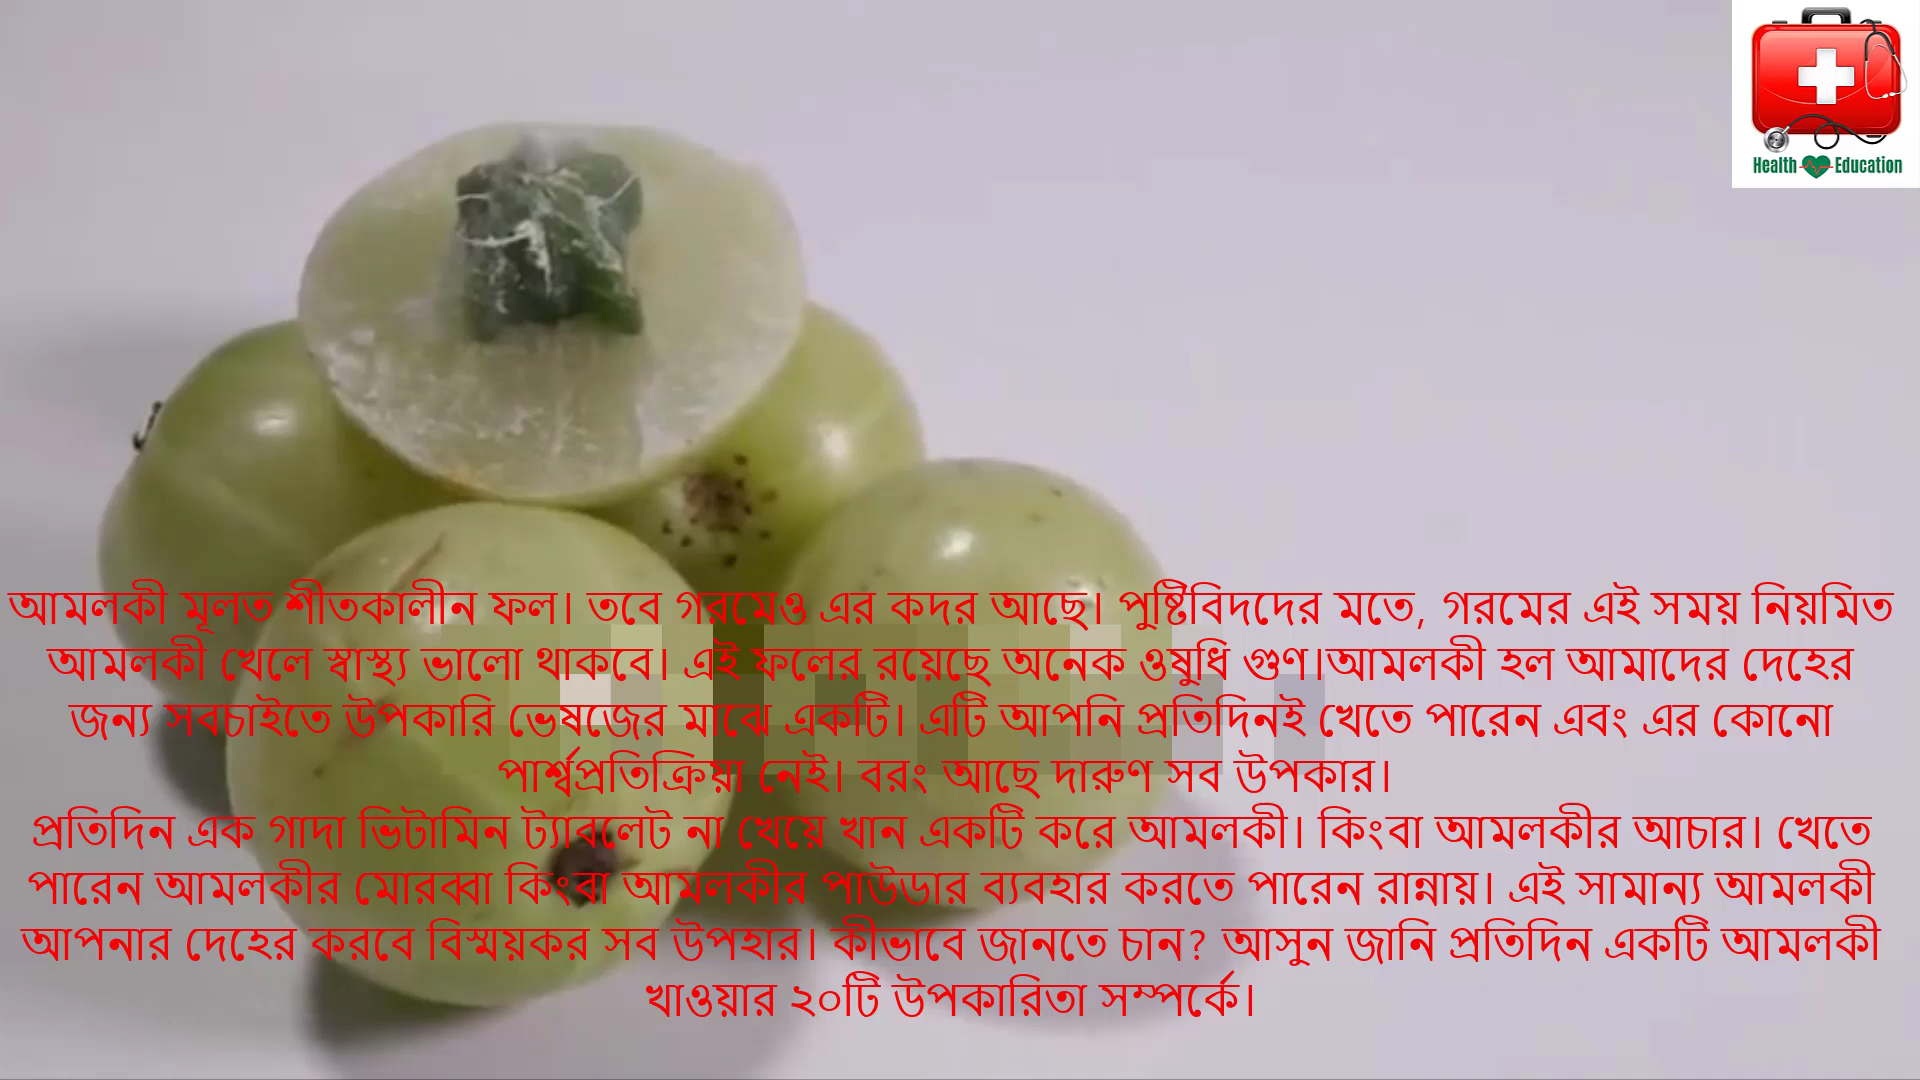 Health Education
আমলকী মূলত শীতকালীন ফল। তবে গরমেও এর কদর আছে। পুষ্টিবিদদের মতে, গরমের এই সময় নিয়মিত
আমলকী খেলে স্বাস্থ্য ভালো থাকবে। এই ফলের রয়েছে অনেক ওষুধি গুণ।আমলকী হল আমাদের দেহের
জন্য সবচাইতে উপকারি ভেষজের মাঝে একটি। এটি আপনি প্রতিদিনই খেতে পারেন এবং এর কোনো
পার্শ্বপ্রতিক্রিয়া নেই। বরং আছে দারুণ সব উপকার।
প্রতিদিন এক গাদা ভিটামিন ট্যাবলেট না খেয়ে খান একটি করে আমলকী। কিংবা আমলকীর আচার। খেতে
পারেন আমলকীর মোরব্বা কিংবা আমলকীর পাউডার ব্যবহার করতে পারেন রান্নায়। এই সামান্য আমলকী
আপনার দেহের করবে বিস্ময়কর সব উপহার। কীভাবে জানতে চান? আসুন জানি প্রতিদিন একটি আমলকী
খাওয়ার ২০টি উপকারিতা সম্পর্কে।